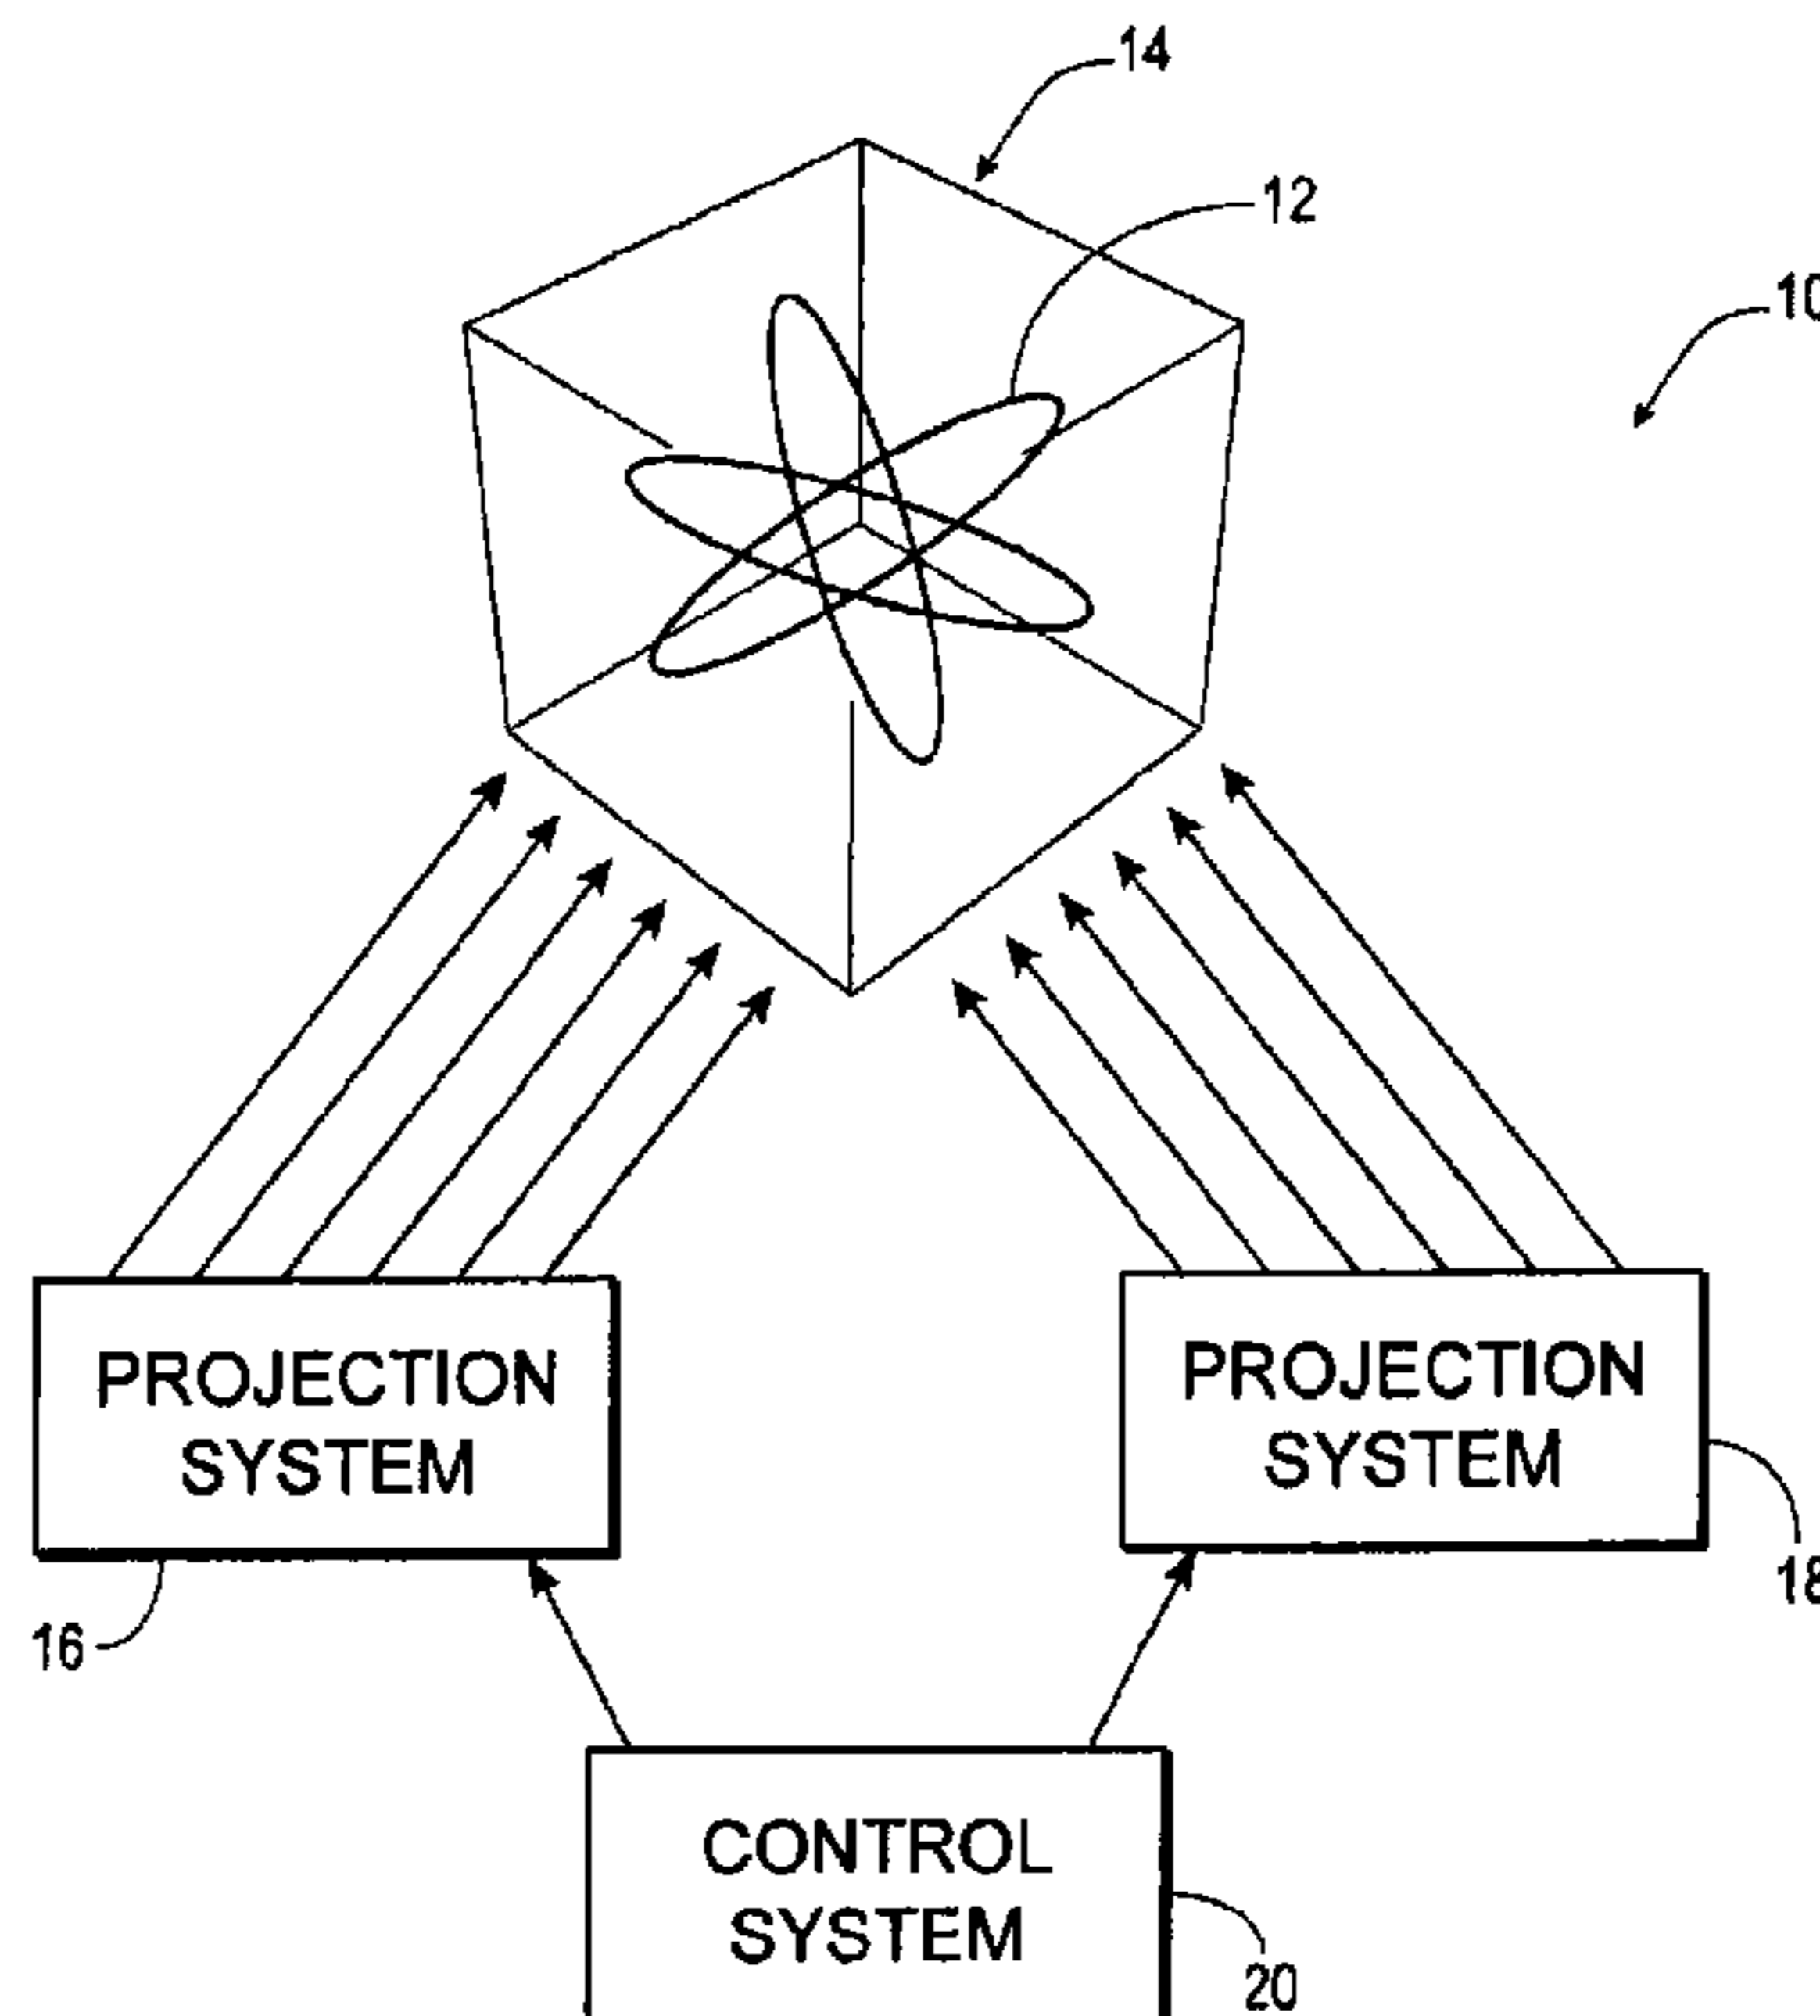 14
12
10
PROJECTION
SYSTEM
PROJECTION
SYSTEM
18
16
CONTROL
SYSTEM
20